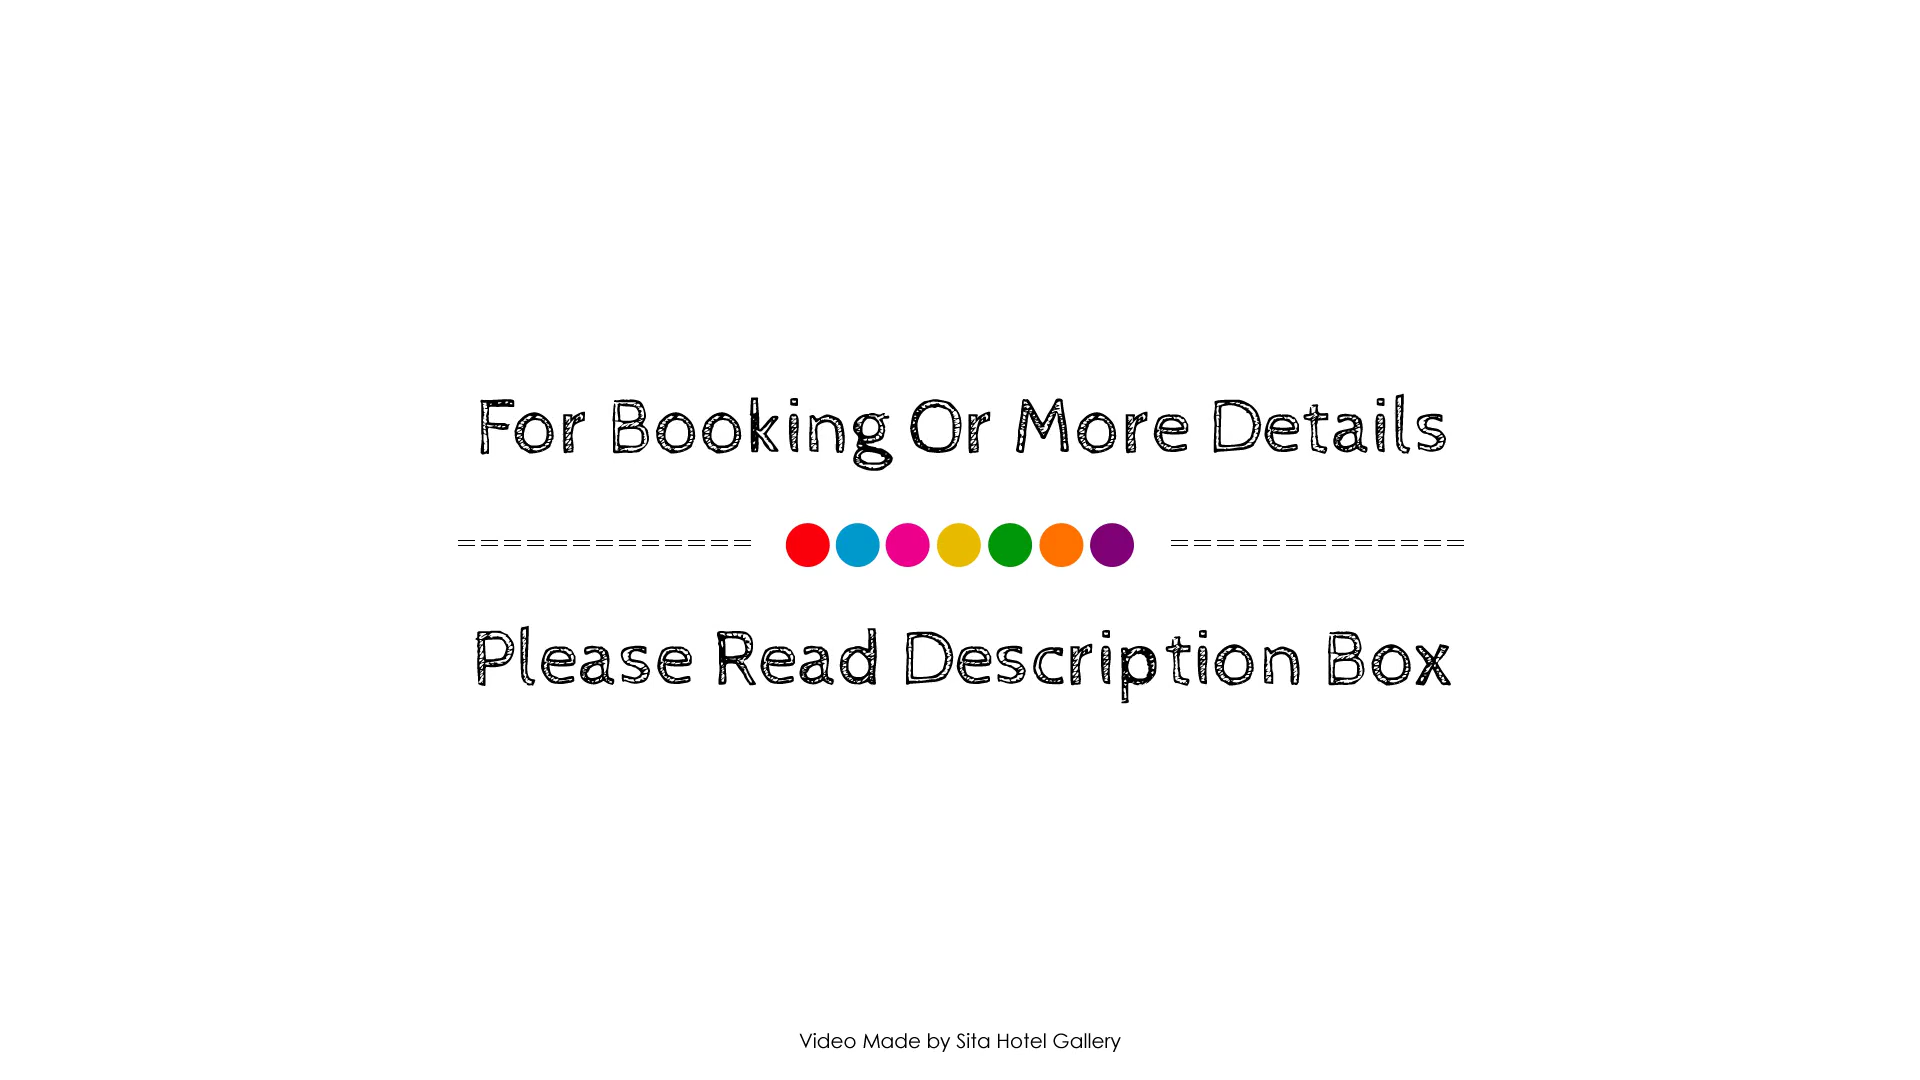 For Booking Or More Details
============= =============
Please Read Description Box
Video Made by Sita Hotel Gallery